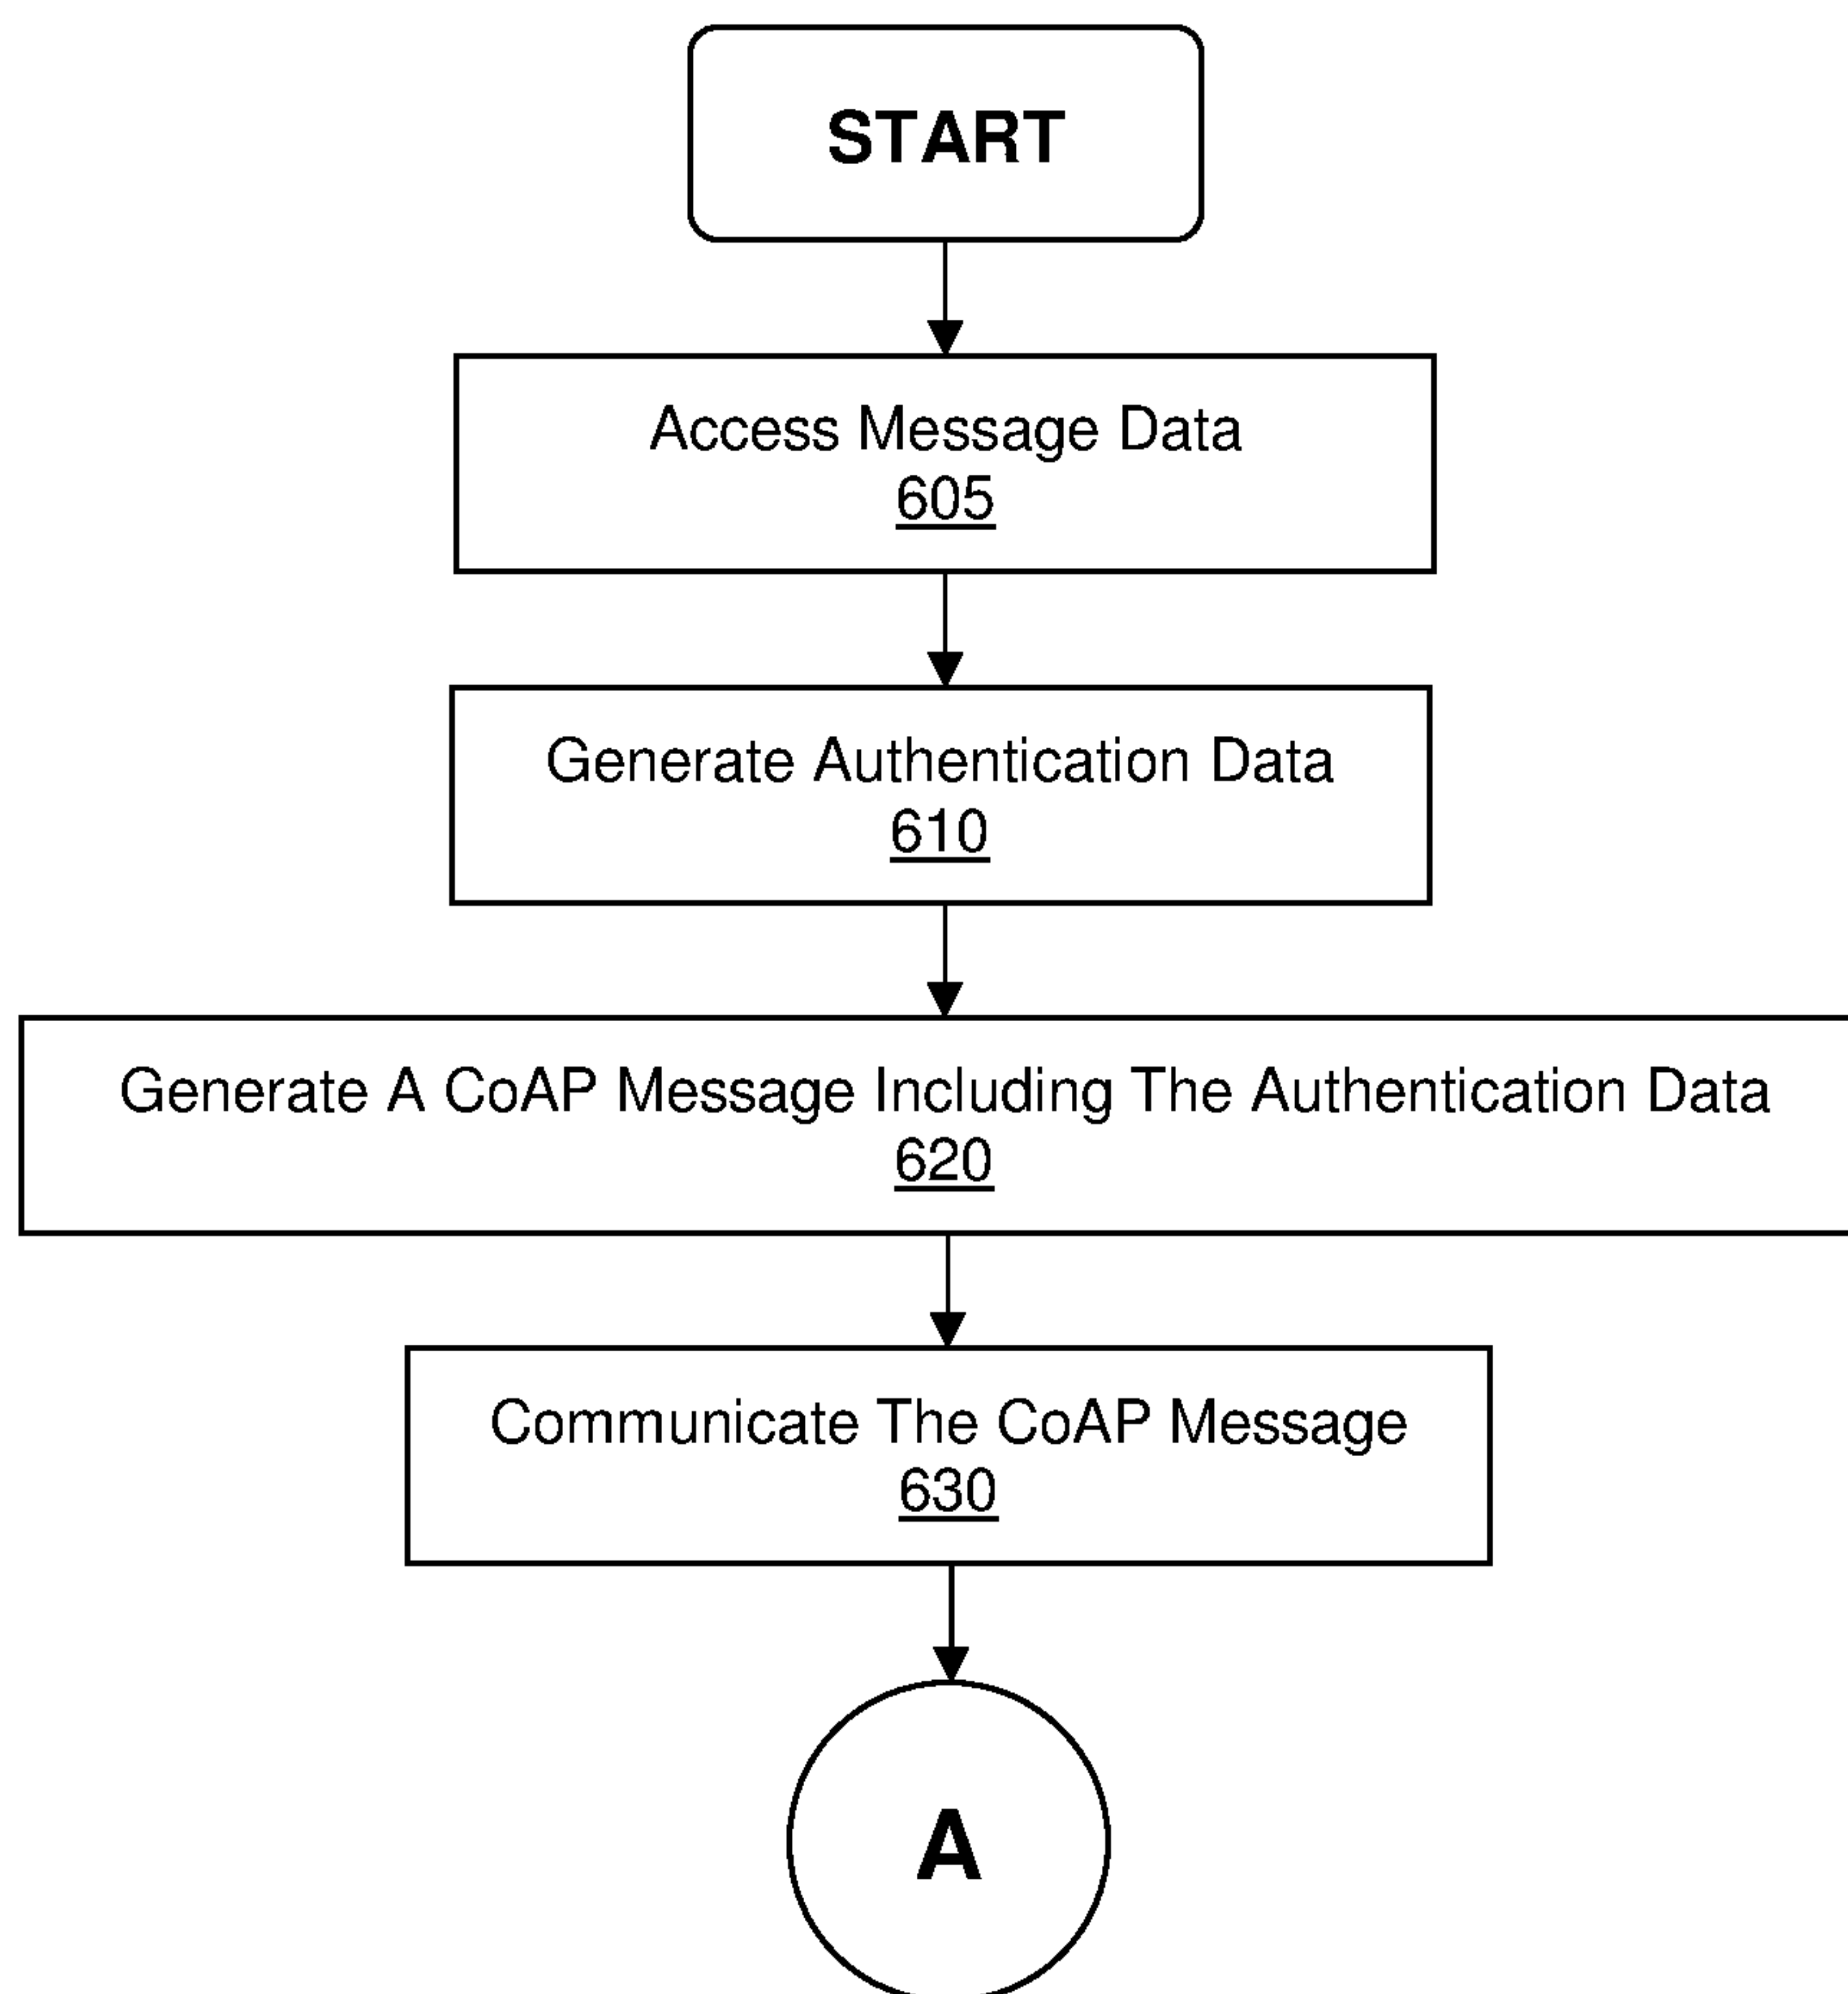 START
Access Message Data
605
Generate Authentication Data
610
Generate A CoAP Message Including The Authentication Data
620
Communicate The CoAP Message
630
A